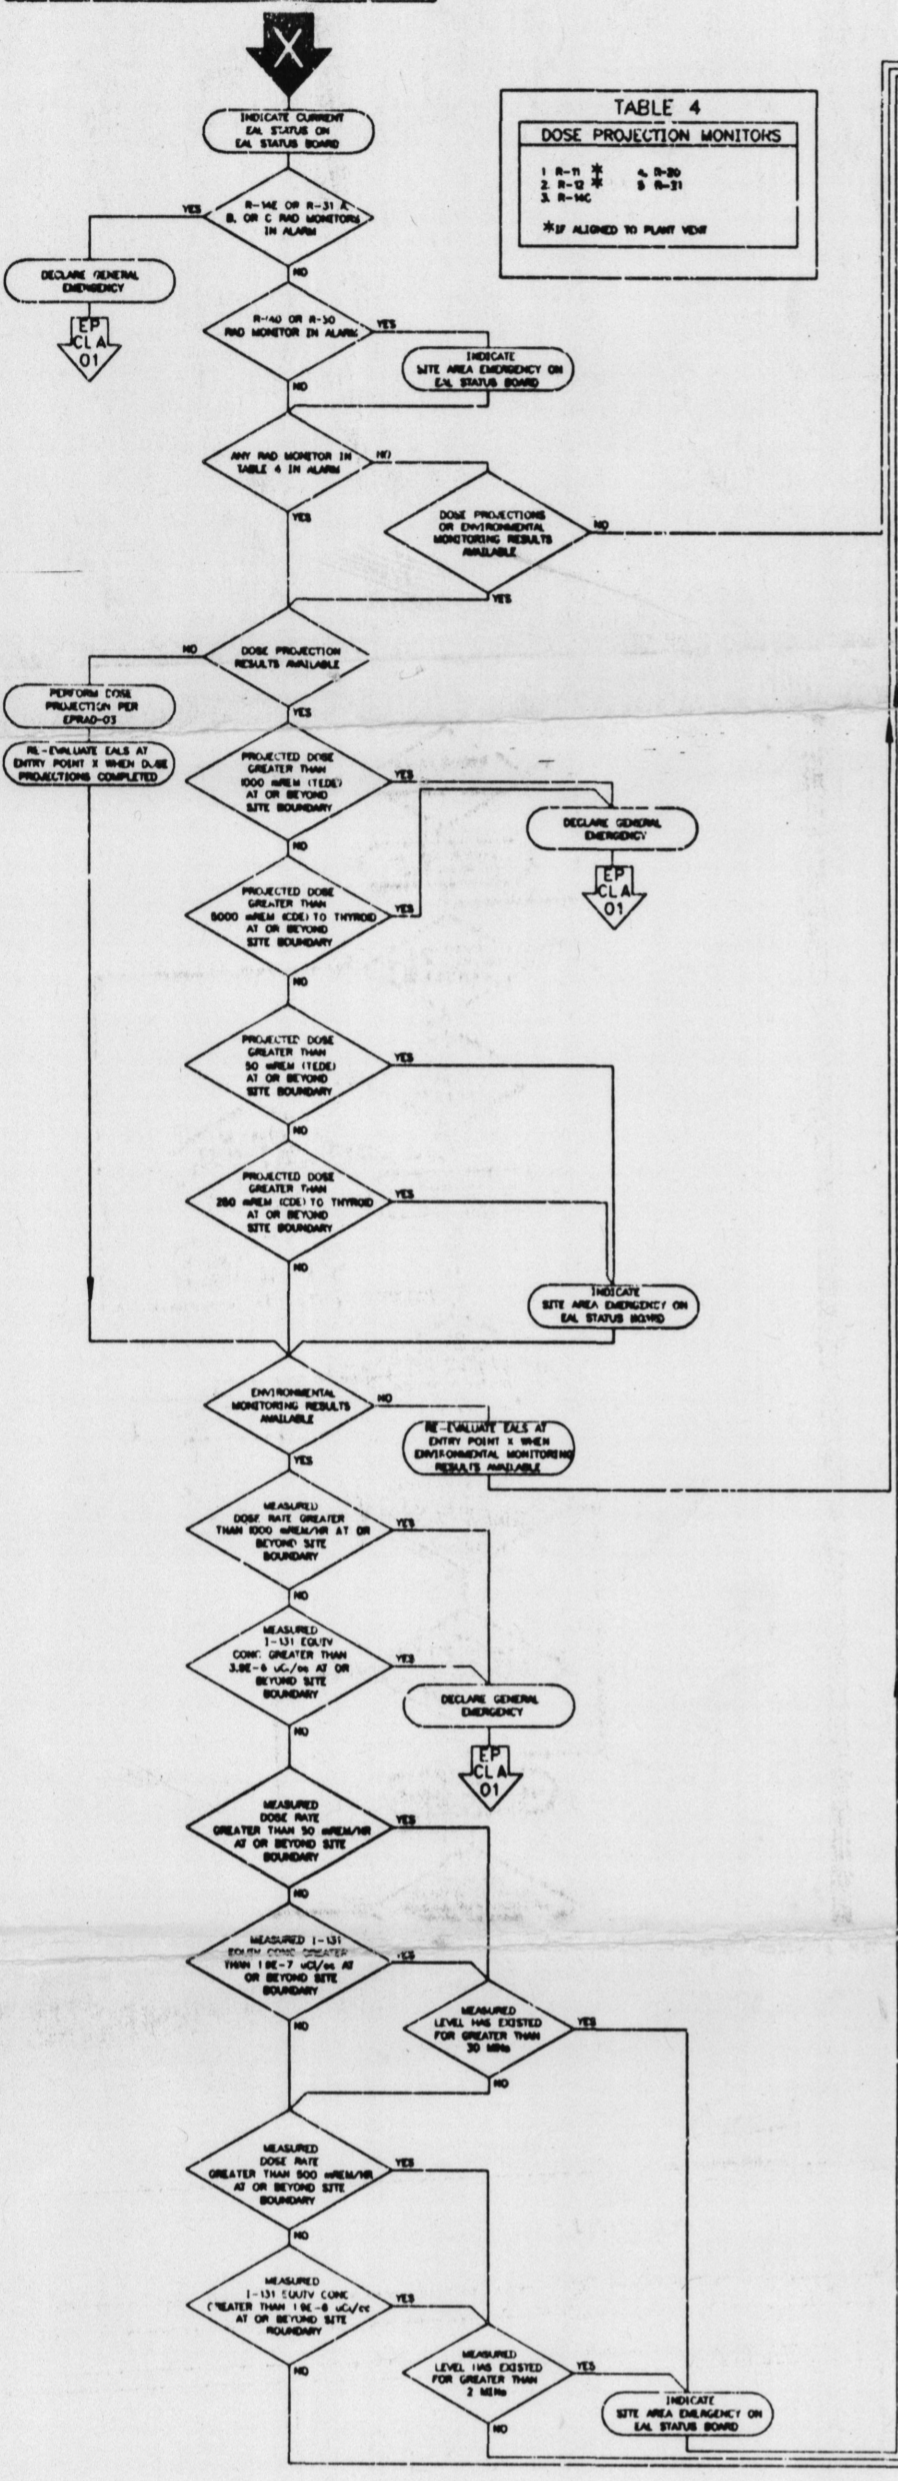 X
INDICATE CURRENT
EAL STATUS ON
EAL STATUS BOARD
TABLE 4
DOSE PROJECTION MONITORS
1 R-11 * 4. R-30
2. R-12 * 5 R-31
3. R-14C
*IF ALIGNED TO PLANT VENT
R-14E OR R-31 A,
B, OR C RAD MONITORS
IN ALARM
YES
NO
DECLARE GENERAL
EMERGENCY
EP
CLA
01
OR R-30
RAD MONITOR IN ALARM
YES
NO
INDICATE
SITE AREA EMERGENCY ON
EAL STATUS BOARD
ANY RAD MONITOR IN
TABLE 4 IN ALARM
NO
YES
DOSE PROJECTIONS
OR ENVIRONMENTAL
MONITORING RESULTS
AVAILABLE
NO
YES
DOSE PROJECTION
RESULTS AVAILABLE
NO
YES
PERFORM DOSE
PROJECTION PER
EPRAD-03
RE-EVALUATE EALS AT
ENTRY POINT X WHEN DOSE
PROJECTIONS COMPLETED
PROJECTED DOSE
GREATER THAN
1000 mREM (TEDE)
AT OR BEYOND
SITE BOUNDARY
YES
NO
DECLARE GENERAL
EMERGENCY
EP
CLA
01
PROJECTED DOSE
GREATER THAN
5000 mREM (CDE) TO THYROID
AT OR BEYOND
SITE BOUNDARY
YES
NO
PROJECTED DOSE
GREATER THAN
50 mREM (TEDE)
AT OR BEYOND
SITE BOUNDARY
YES
NO
PROJECTED DOSE
GREATER THAN
250 mREM (CDE) TO THYROID
AT OR BEYOND
SITE BOUNDARY
YES
NO
INDICATE
SITE AREA EMERGENCY ON
EAL STATUS BOARD
ENVIRONMENTAL
MONITORING RESULTS
AVAILABLE
NO
YES
RE-EVALUATE EALS AT
ENTRY POINT X WHEN
ENVIRONMENTAL MONITORING
RESULTS AVAILABLE
MEASURED
DOSE RATE GREATER
THAN 1000 mREM/HR AT OR
BEYOND SITE
BOUNDARY
YES
NO
MEASURED
I-131 EQUIV
CONC GREATER THAN
uCi/cc AT OR
BEYOND SITE
BOUNDARY
YES
NO
DECLARE GENERAL
EMERGENCY
EP
CLA
01
MEASURED
DOSE RATE
GREATER THAN 50 mREM/HR
AT OR BEYOND SITE
BOUNDARY
YES
NO
MEASURED I-131
EQUIV CONC GREATER
THAN 1.9E-7 uCi/cc AT
OR BEYOND SITE
BOUNDARY
YES
NO
MEASURED
LEVEL HAS EXISTED
FOR GREATER THAN
30 MINs
YES
NO
MEASURED
DOSE RATE
GREATER THAN 500 mREM/HR
AT OR BEYOND SITE
BOUNDARY
YES
NO
MEASURED
I-131 EQUIV CONC
GREATER THAN 1.9E-6 uCi/cc
AT OR BEYOND SITE
BOUNDARY
YES
NO
MEASURED
LEVEL HAS EXISTED
FOR GREATER THAN
2 MINs
YES
NO
INDICATE
SITE AREA EMERGENCY ON
EAL STATUS BOARD